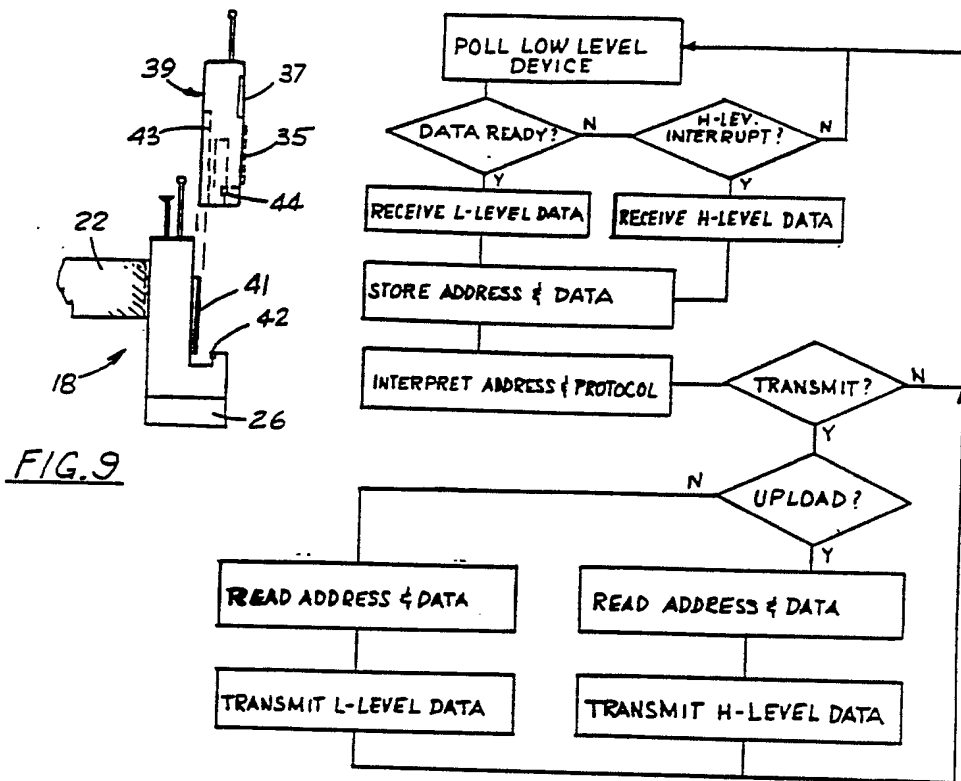 39
37
43
35
44
22
41
42
18
26
FIG.9
POLL LOW LEVEL
DEVICE
DATA READY?
N
H-LEV.
INTERRUPT?
N
Y
Y
RECEIVE L-LEVEL DATA
RECEIVE H-LEVEL DATA
STORE ADDRESS & DATA
INTERPRET ADDRESS & PROTOCOL
TRANSMIT?
N
Y
N
UPLOAD?
Y
READ ADDRESS & DATA
READ ADDRESS & DATA
TRANSMIT L-LEVEL DATA
TRANSMIT H-LEVEL DATA